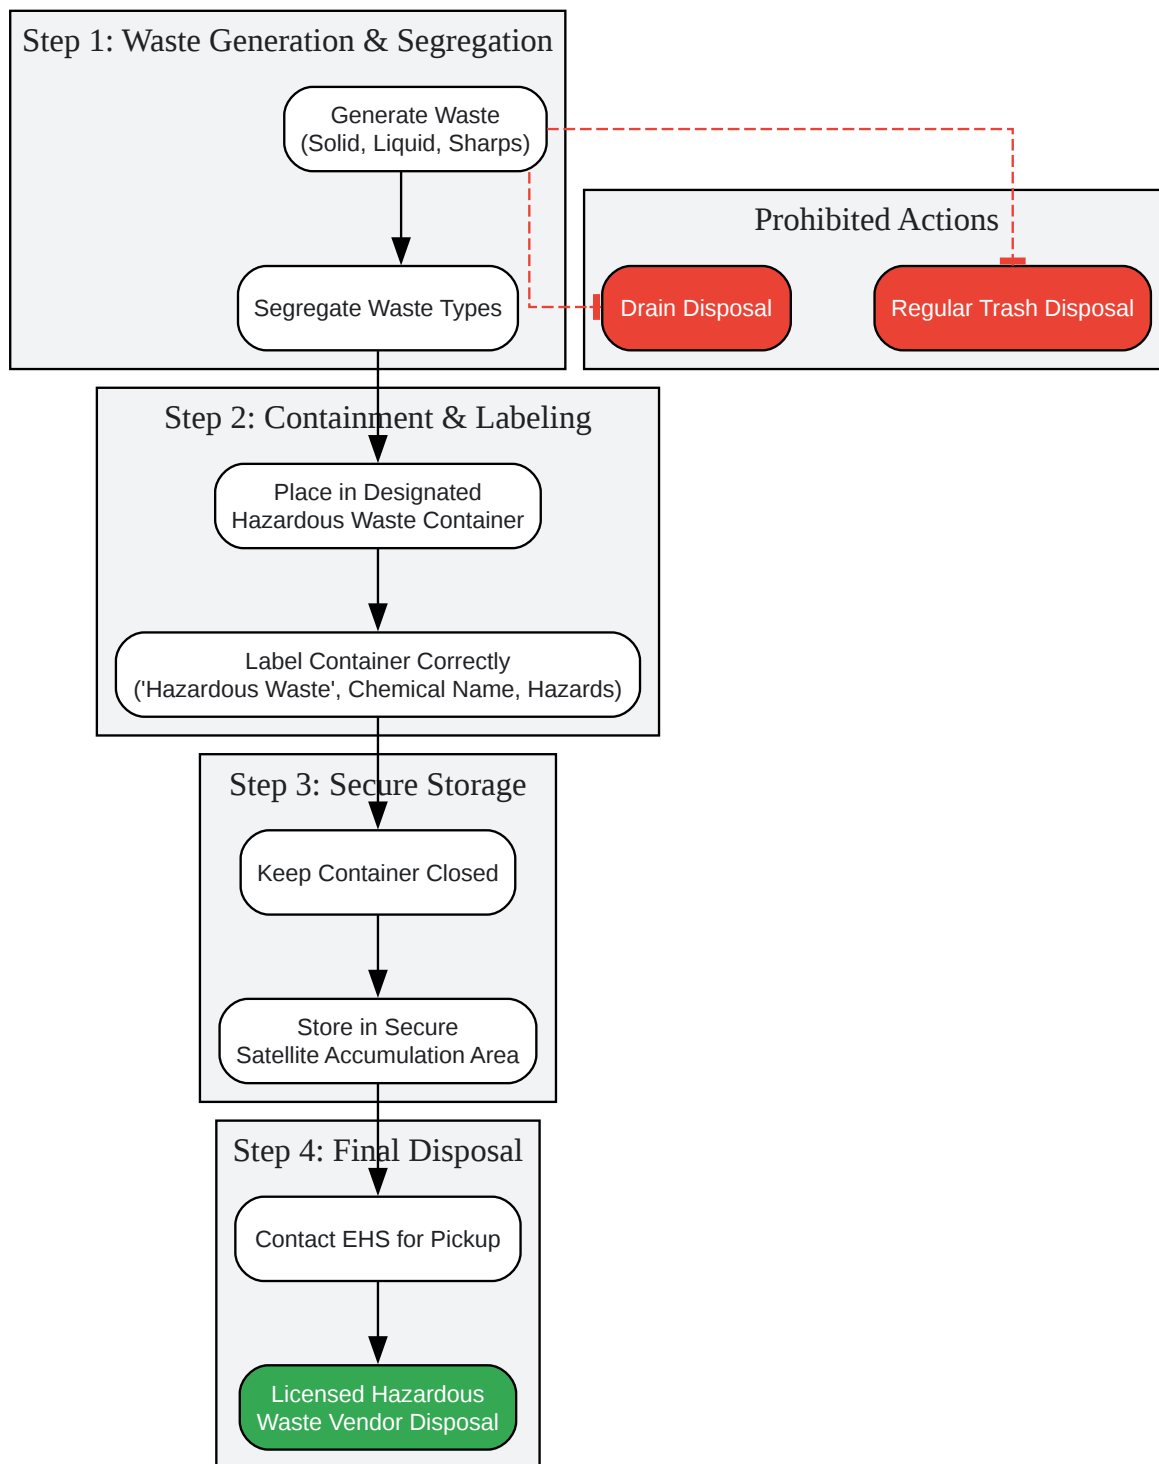 Step 1: Waste Generation & Segregation
Generate Waste
(Solid, Liquid, Sharps)
Segregate Waste Types
Prohibited Actions
Drain Disposal
Regular Trash Disposal
Step 2: Containment & Labeling
Place in Designated
Hazardous Waste Container
Label Container Correctly
('Hazardous Waste', Chemical Name, Hazards)
Step 3: Secure Storage
Keep Container Closed
Store in Secure
Satellite Accumulation Area
Step 4: Final Disposal
Contact EHS for Pickup
Licensed Hazardous
Waste Vendor Disposal